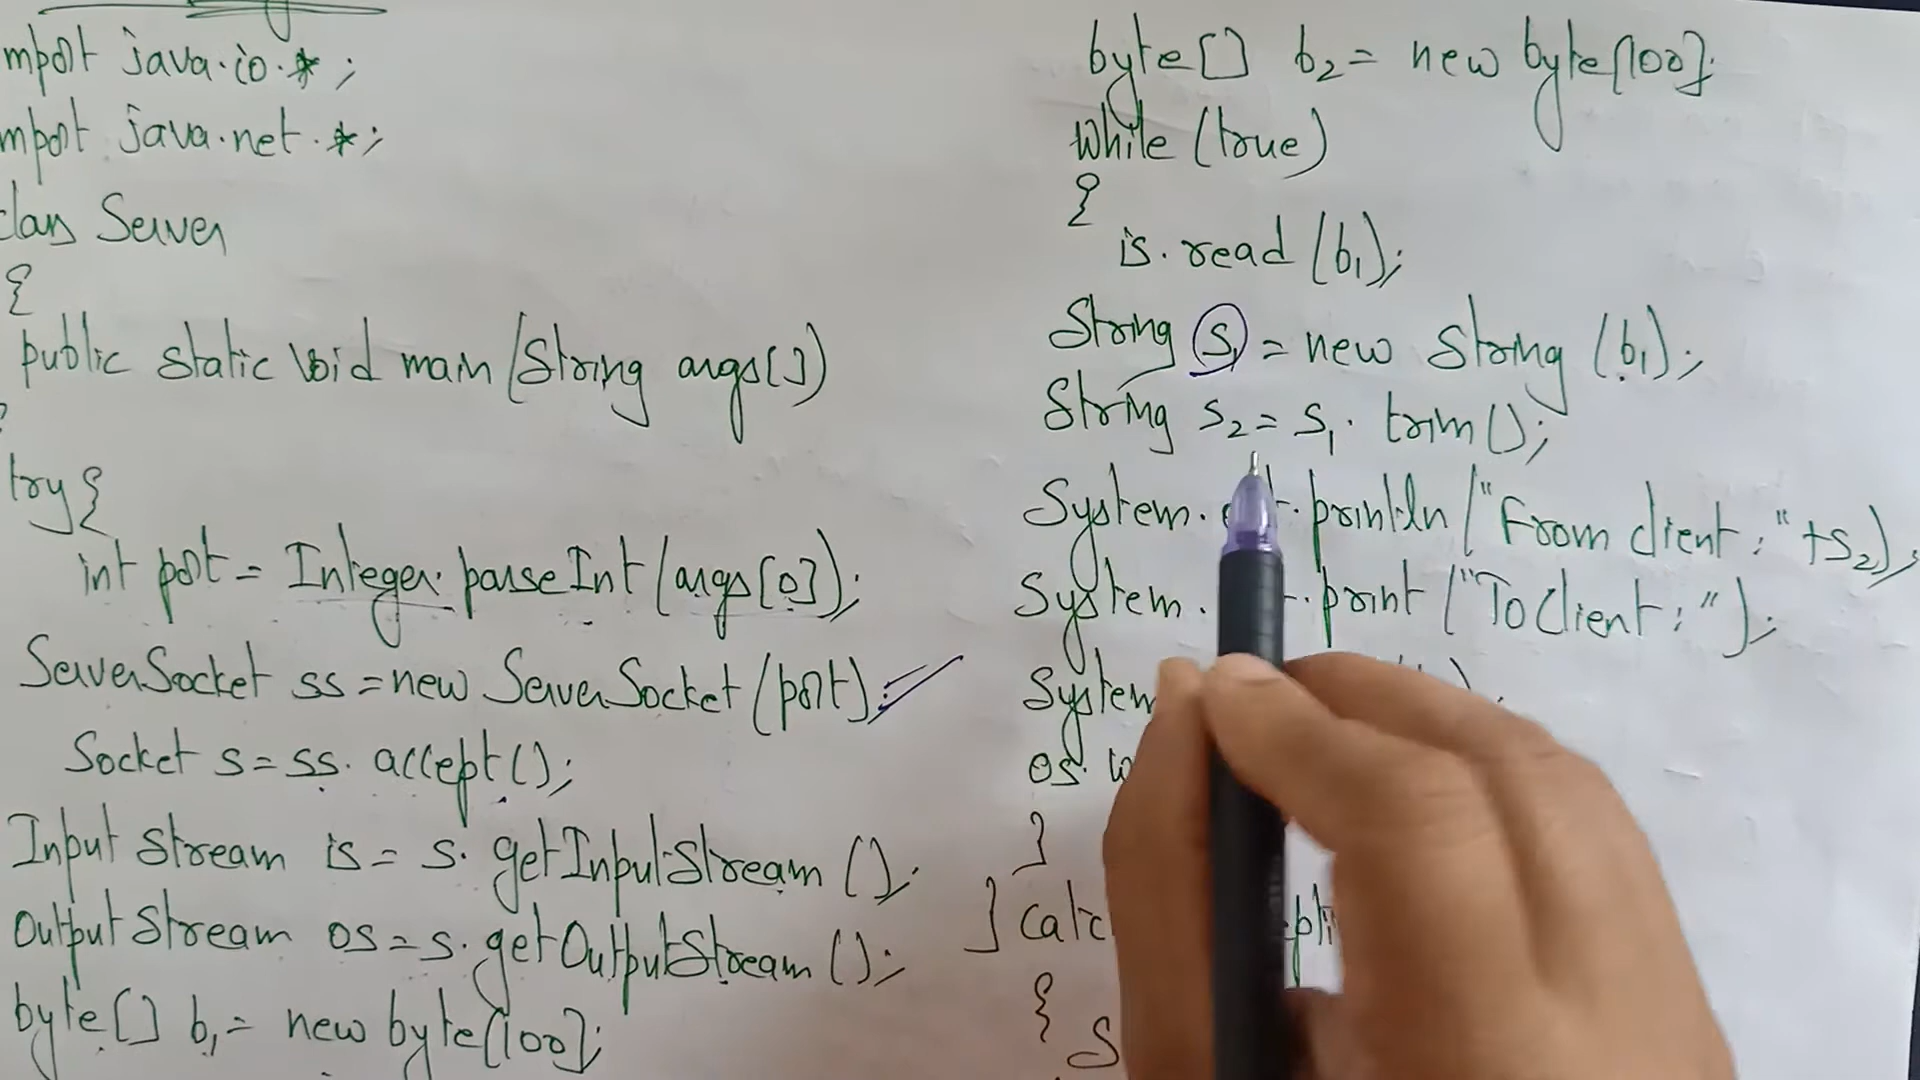 mport java.io.*;
mport java.net.*;
class Server
{
public static void main(String args[])
try{
int port = Integer.parseInt(args[0]);
ServerSocket ss = new ServerSocket(port);
Socket s = ss.accept();
InputStream is = s.getInputStream();
OutputStream os = s.getOutputStream();
byte[] b1 = new byte[100];
byte[] b2 = new byte[100];
while(true)
{
is.read(b1);
String s1 = new String(b1);
String s2 = s1.trim();
System. .println("From client:"+s2);
System. .print("To Client:");
System
os.
}
}
{
S